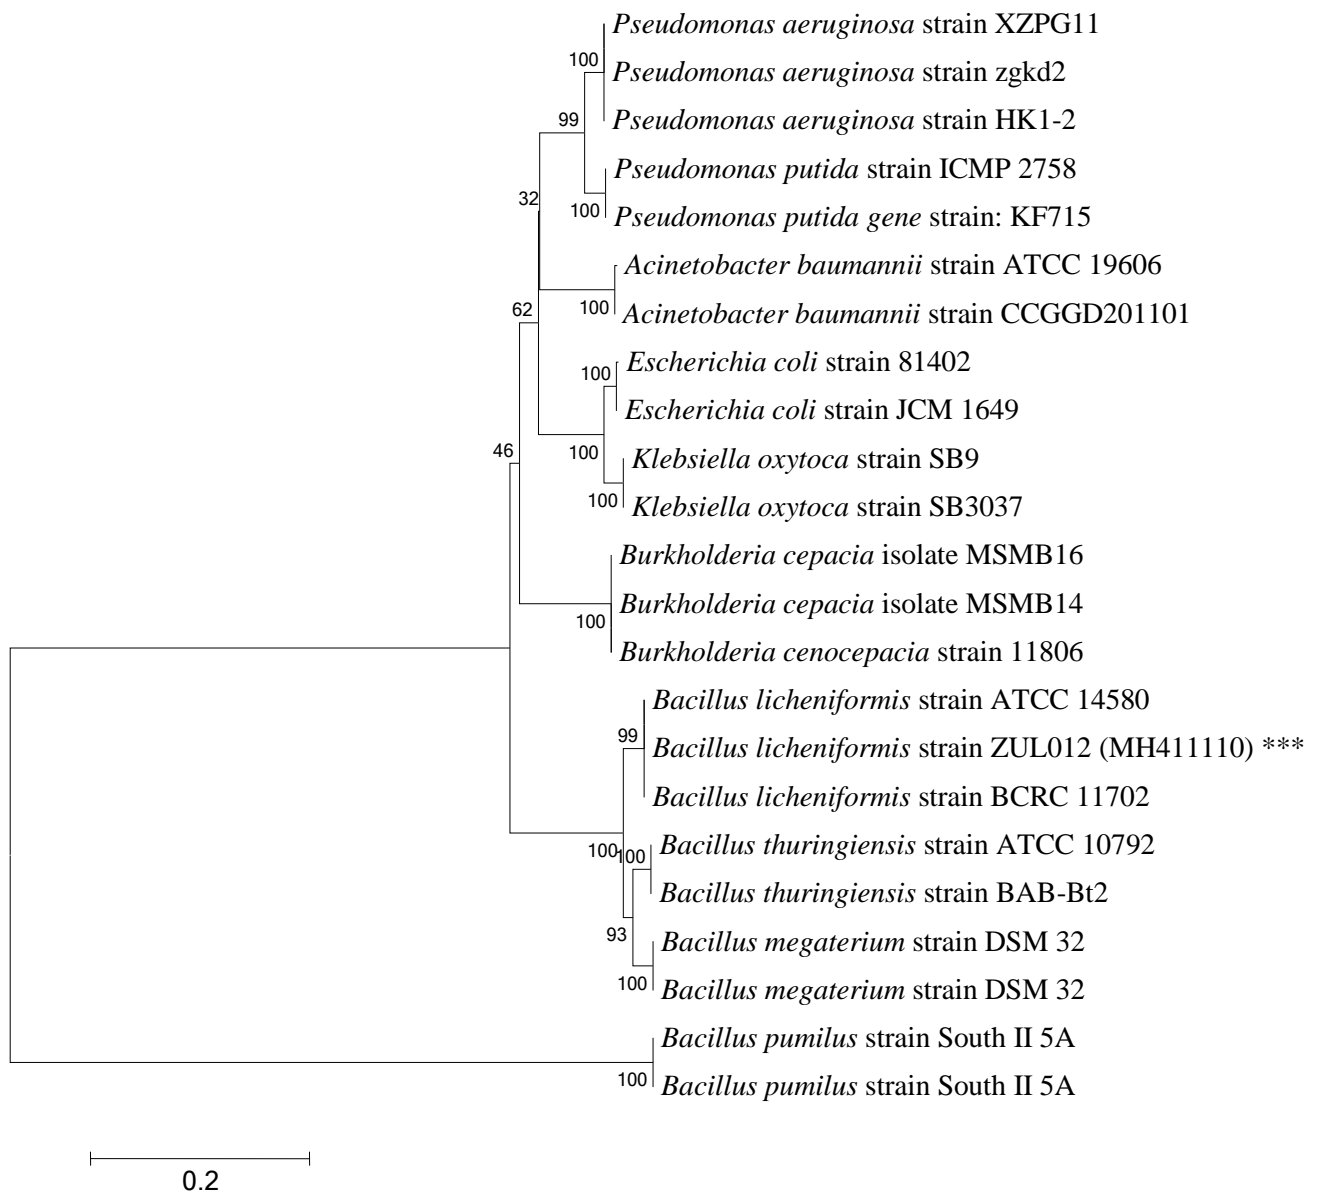 Pseudomonas aeruginosa strain XZPG11
100
Pseudomonas aeruginosa strain zgkd2
99
Pseudomonas aeruginosa strain HK1-2
Pseudomonas putida strain ICMP 2758
32
100
Pseudomonas putida gene strain: KF715
Acinetobacter baumannii strain ATCC 19606
62
100
Acinetobacter baumannii strain CCGGD201101
Escherichia coli strain 81402
100
Escherichia coli strain JCM 1649
46
100
Klebsiella oxytoca strain SB9
100
Klebsiella oxytoca strain SB3037
Burkholderia cepacia isolate MSMB16
Burkholderia cepacia isolate MSMB14
100
Burkholderia cenocepacia strain 11806
Bacillus licheniformis strain ATCC 14580
99
Bacillus licheniformis strain ZUL012 (MH411110) ***
Bacillus licheniformis strain BCRC 11702
Bacillus thuringiensis strain ATCC 10792
100
100
Bacillus thuringiensis strain BAB-Bt2
93
Bacillus megaterium strain DSM 32
100
Bacillus megaterium strain DSM 32
Bacillus pumilus strain South II 5A
100
Bacillus pumilus strain South II 5A
0.2